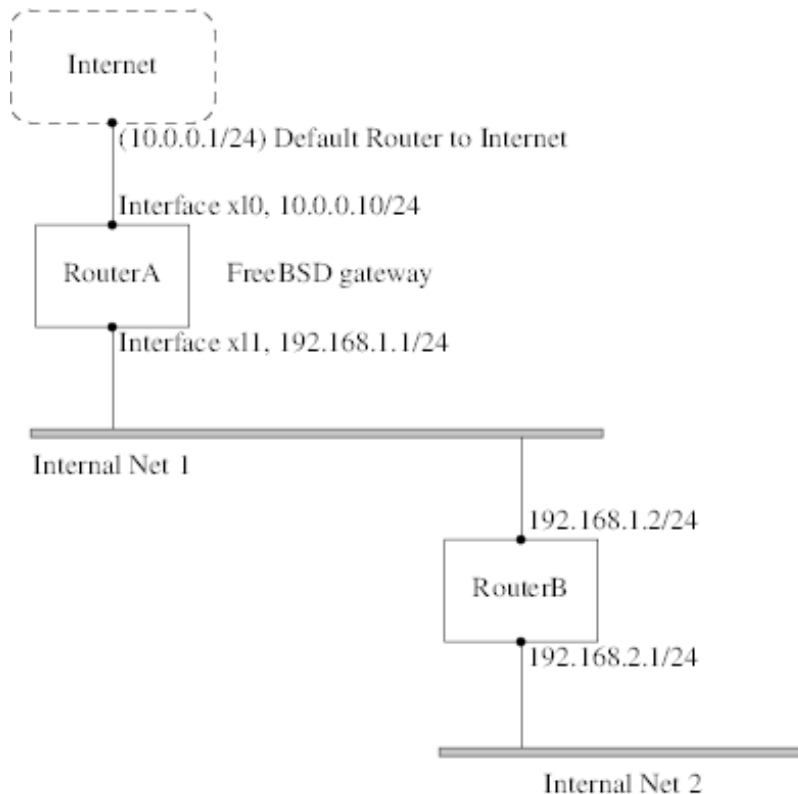 Internet
(10.0.0.1/24) Default Router to Internet
Interface xl0, 10.0.0.10/24
RouterA
FreeBSD gateway
Interface xl1, 192.168.1.1/24
Internal Net 1
192.168.1.2/24
RouterB
192.168.2.1/24
Internal Net 2